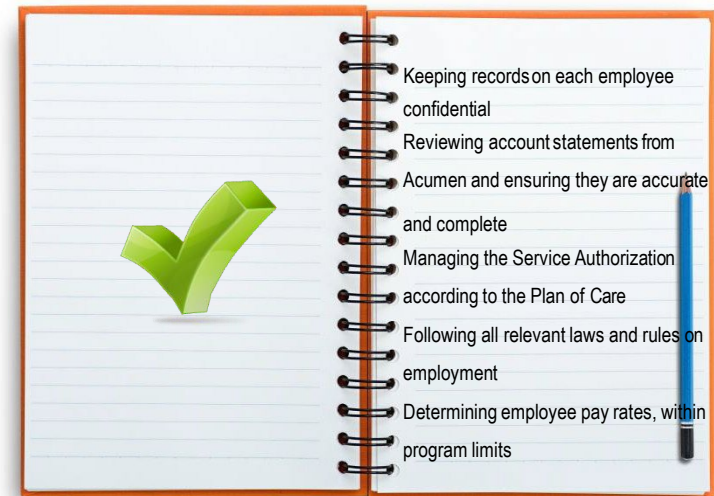 Keeping records on each employee
confidential
Reviewing account statements from
Acumen and ensuring they are accurate
and complete
Managing the Service Authorization
according to the Plan of Care
Following all relevant laws and rules on
employment
Determining employee pay rates, within
program limits